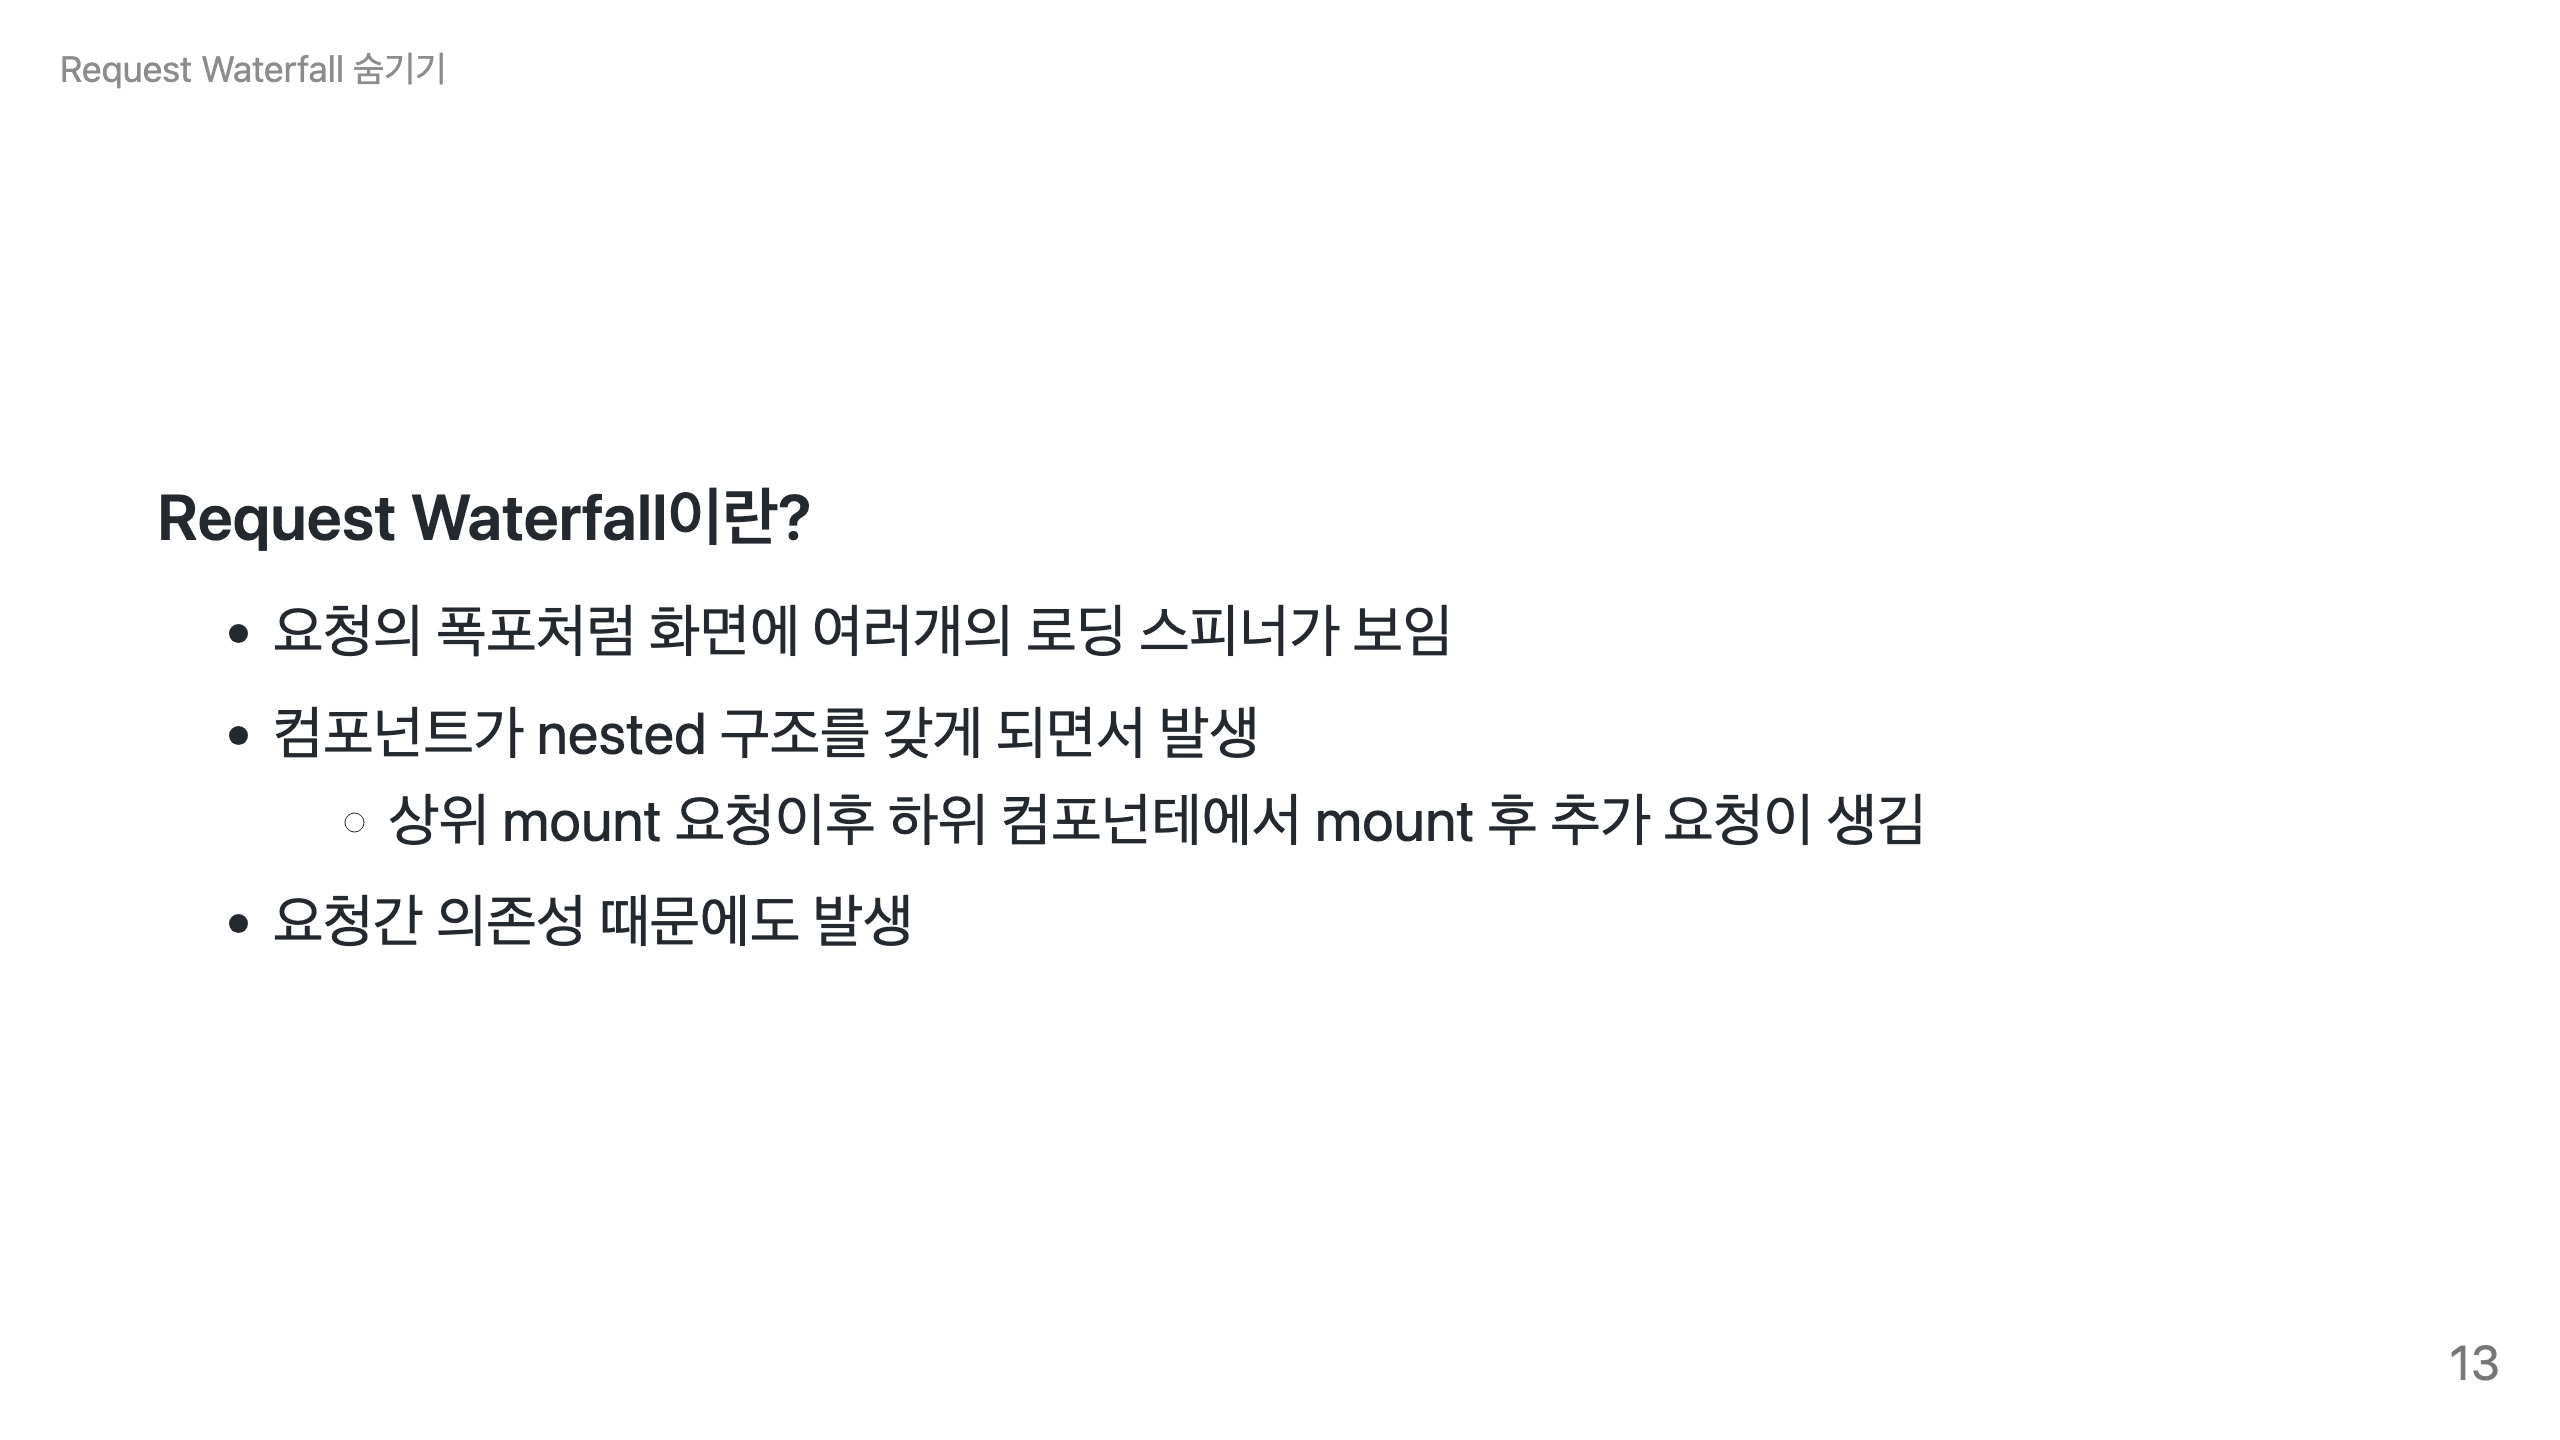 Request Waterfall 숨기기
Request Waterfall이란?
요청의 폭포처럼 화면에 여러개의 로딩 스피너가 보임
컴포넌트가 nested 구조를 갖게 되면서 발생
상위 mount 요청이후 하위 컴포넌테에서 mount 후 추가 요청이 생김
요청간 의존성 때문에도 발생
13